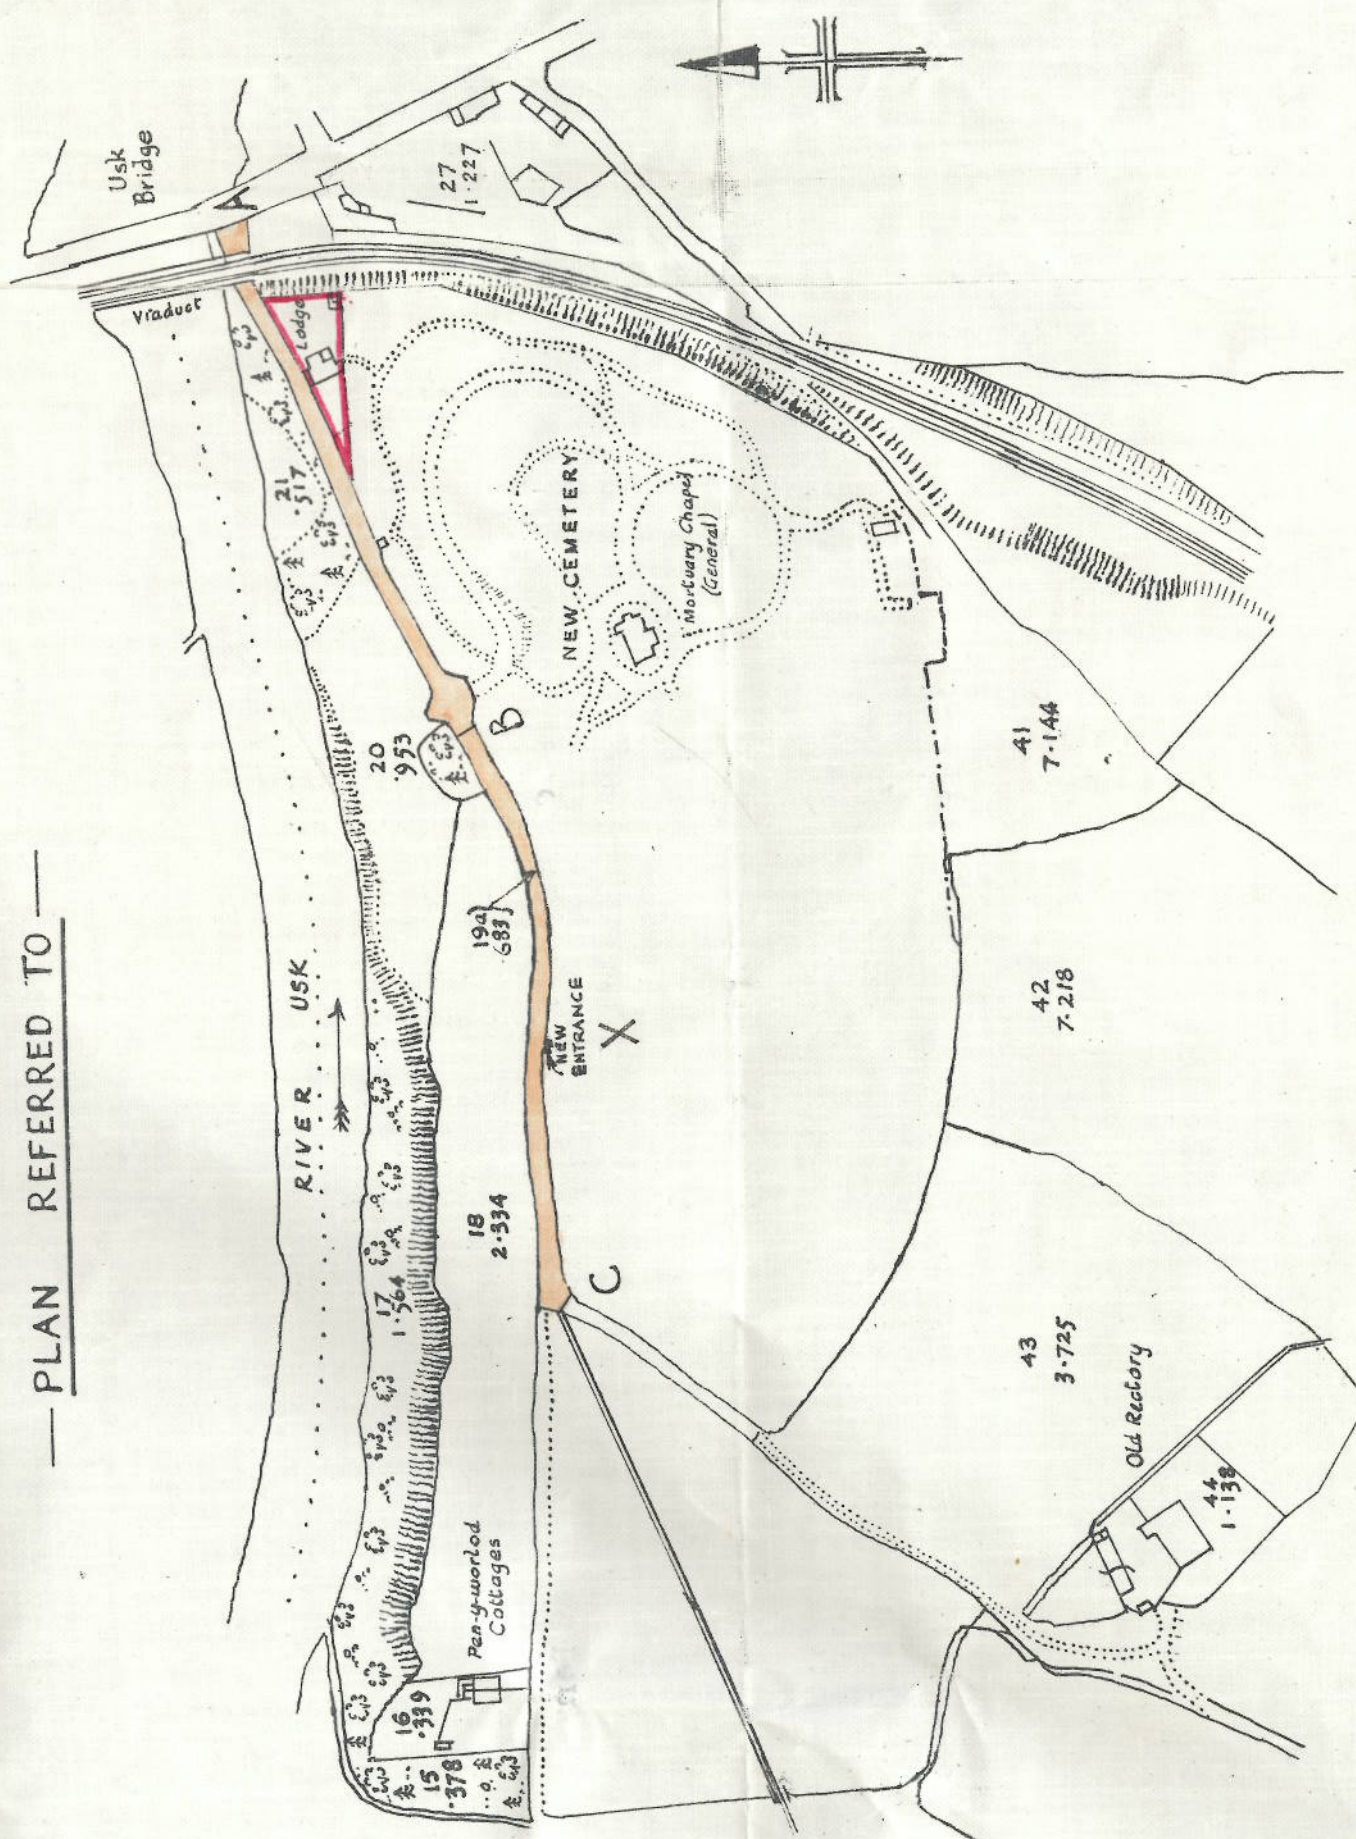 — PLAN REFERRED TO —
Usk
Bridge
A
Viaduct
Lodge
27
1.227
21
.517
RIVER USK
20
.953
B
NEW CEMETERY
Mortuary Chapel
(General)
19a
.683
NEW
ENTRANCE
X
18
2.334
17
1.564
C
41
7.144
42
7.218
43
3.725
Old Rectory
44
1.138
Pen-y-worlod
Cottages
16
.339
15
.378